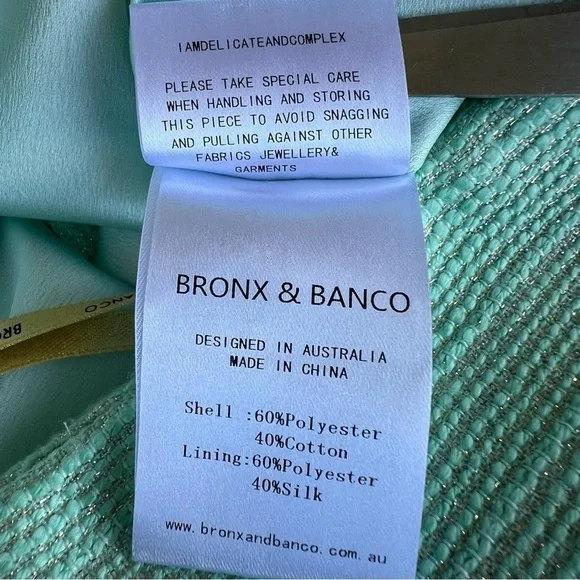 IAMDELICATEANDCOMPLEX
PLEASE TAKE SPECIAL CARE
WHEN HANDLING AND STORING
THIS PIECE TO AVOID SNAGGING
AND PULLING AGAINST OTHER
FABRICS JEWELLERY&
GARMENTS
BRONX & BANCO
DESIGNED IN AUSTRALIA
MADE IN CHINA
Shell :60%Polyester
40%Cotton
Lining:60%Polyester
40%Silk
www.bronxandbanco.com.au
BANCO
BRO